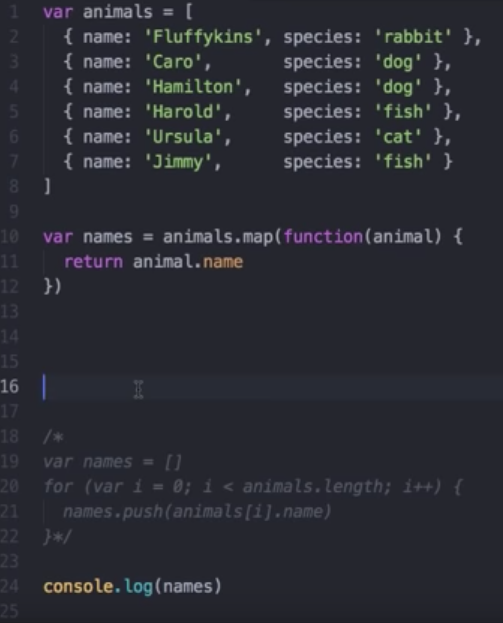 1 var animals = [
2   { name: 'Fluffykins', species: 'rabbit' },
3   { name: 'Caro',       species: 'dog' },
4   { name: 'Hamilton',   species: 'dog' },
5   { name: 'Harold',     species: 'fish' },
6   { name: 'Ursula',     species: 'cat' },
7   { name: 'Jimmy',      species: 'fish' }
8 ]
9
10 var names = animals.map(function(animal) {
11   return animal.name
12 })
13
14
15
16
17
18 /*
19 var names = []
20 for (var i = 0; i < animals.length; i++) {
21   names.push(animals[i].name)
22 }*/
23
24 console.log(names)
25